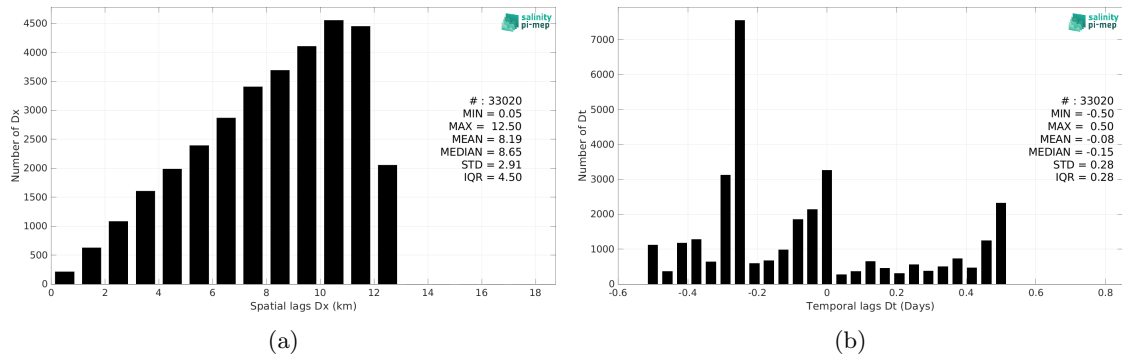 4500
4000
3500
3000
2500
2000
1500
1000
500
0
Number of Dx
0 2 4 6 8 10 12 14 16 18
Spatial lags Dx (km)
salinity
pi-mep
# : 33020
MIN = 0.05
MAX = 12.50
MEAN = 8.19
MEDIAN = 8.65
STD = 2.91
IQR = 4.50
(a)
7000
6000
5000
4000
3000
2000
1000
0
Number of Dt
-0.6 -0.4 -0.2 0 0.2 0.4 0.6 0.8
Temporal lags Dt (Days)
salinity
pi-mep
# : 33020
MIN = -0.50
MAX = 0.50
MEAN = -0.08
MEDIAN = -0.15
STD = 0.28
IQR = 0.28
(b)